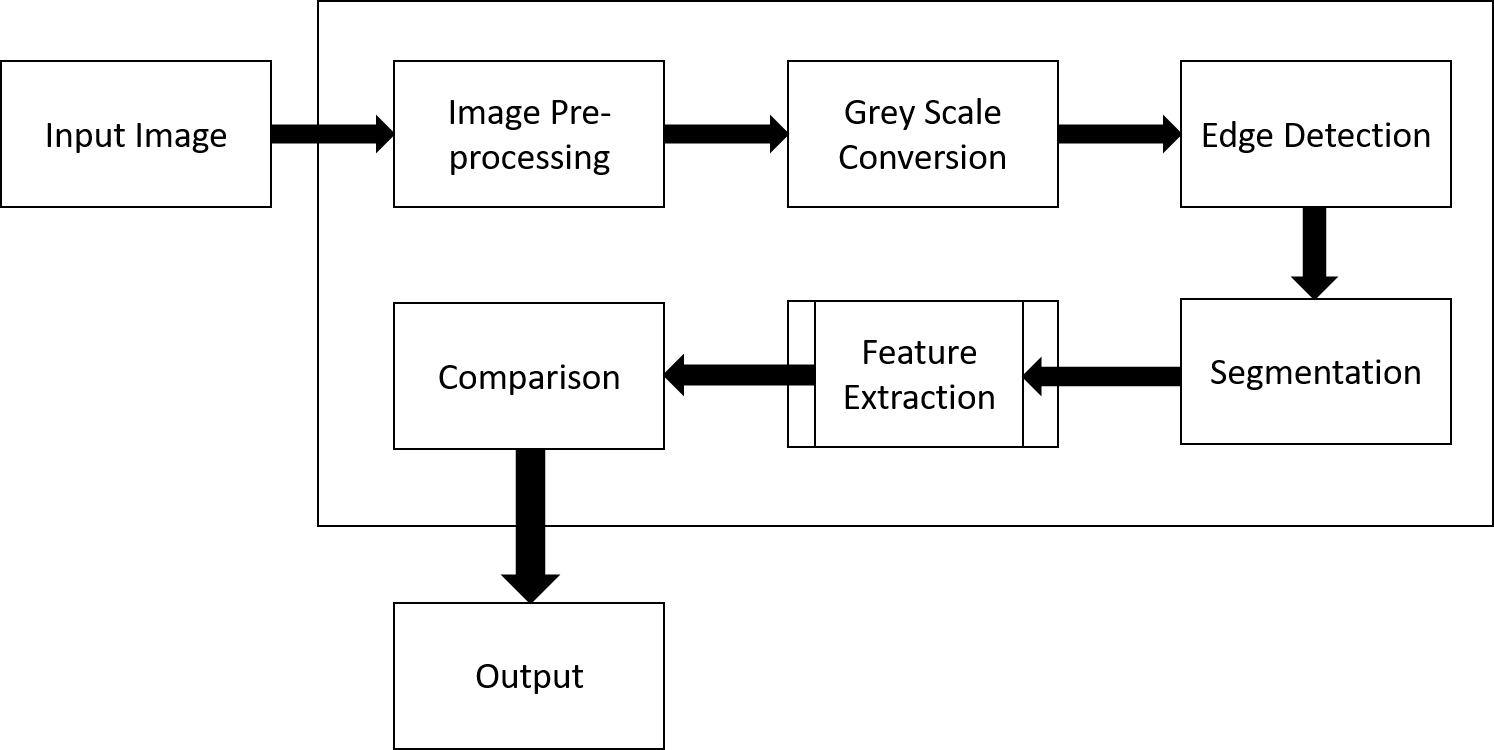 Input Image
Image Pre-
processing
Grey Scale
Conversion
Edge Detection
Segmentation
Feature
Extraction
Comparison
Output